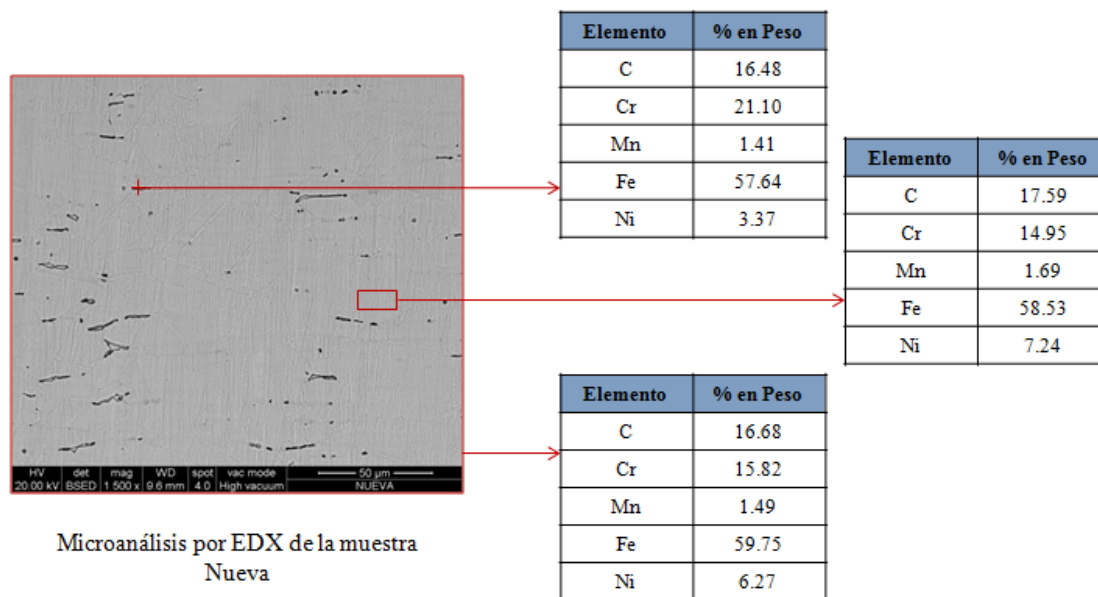 Elemento % en Peso
C 16.48
Cr 21.10
Mn 1.41
Fe 57.64
Ni 3.37
Elemento % en Peso
C 17.59
Cr 14.95
Mn 1.69
Fe 58.53
Ni 7.24
Elemento % en Peso
C 16.68
Cr 15.82
Mn 1.49
Fe 59.75
Ni 6.27
HV det mag WD spot vac mode 50 µm
20.00 kV BSED 1 500 x 9.6 mm 4.0 High vacuum NUEVA
Microanálisis por EDX de la muestra
Nueva